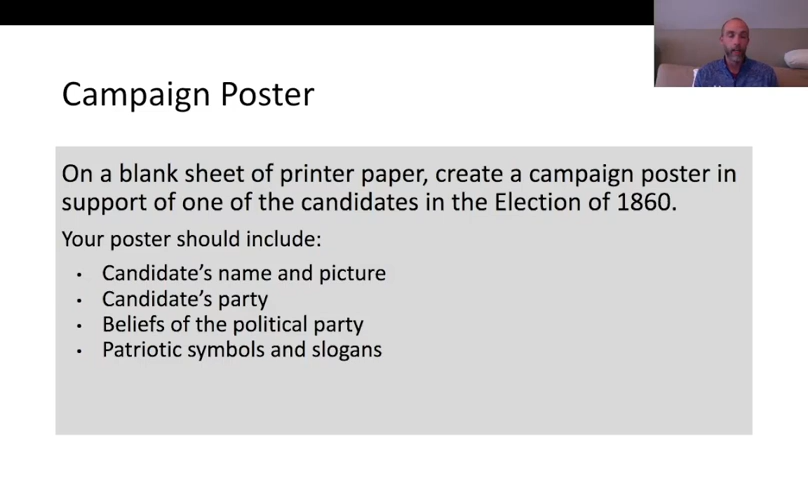 Campaign Poster
On a blank sheet of printer paper, create a campaign poster in
support of one of the candidates in the Election of 1860.
Your poster should include:
• Candidate’s name and picture
• Candidate’s party
• Beliefs of the political party
• Patriotic symbols and slogans